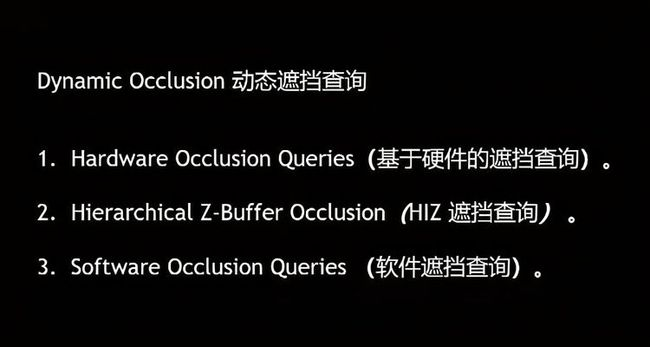 Dynamic Occlusion 动态遮挡查询
1. Hardware Occlusion Queries（基于硬件的遮挡查询）。
2. Hierarchical Z-Buffer Occlusion（HIZ 遮挡查询）。
3. Software Occlusion Queries （软件遮挡查询）。